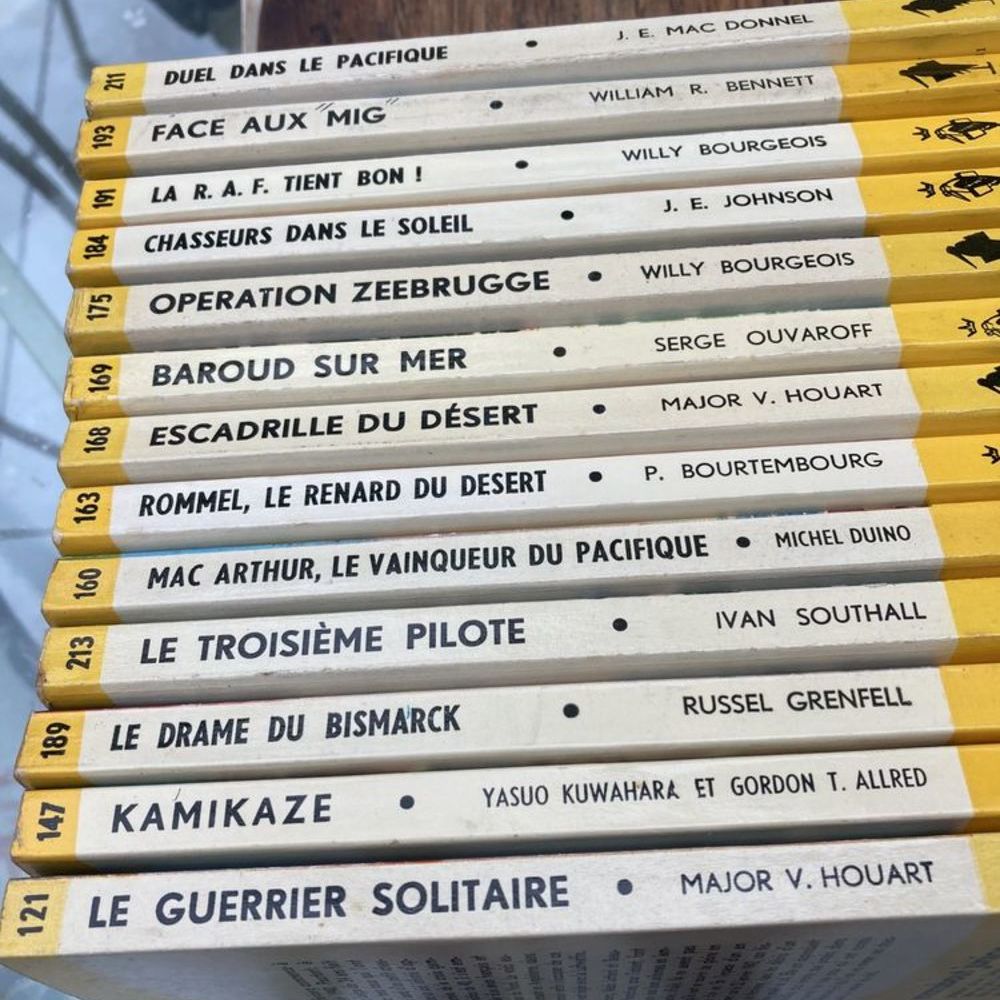 211 DUEL DANS LE PACIFIQUE • J. E. MAC DONNEL
193 FACE AUX "MIG" • WILLIAM R. BENNETT
191 LA R. A. F. TIENT BON ! • WILLY BOURGEOIS
184 CHASSEURS DANS LE SOLEIL • J. E. JOHNSON
175 OPERATION ZEEBRUGGE • WILLY BOURGEOIS
169 BAROUD SUR MER • SERGE OUVAROFF
168 ESCADRILLE DU DÉSERT • MAJOR V. HOUART
163 ROMMEL, LE RENARD DU DESERT • P. BOURTEMBOURG
160 MAC ARTHUR, LE VAINQUEUR DU PACIFIQUE • MICHEL DUINO
213 LE TROISIÈME PILOTE • IVAN SOUTHALL
189 LE DRAME DU BISMARCK • RUSSEL GRENFELL
147 KAMIKAZE • YASUO KUWAHARA ET GORDON T. ALLRED
121 LE GUERRIER SOLITAIRE • MAJOR V. HOUART